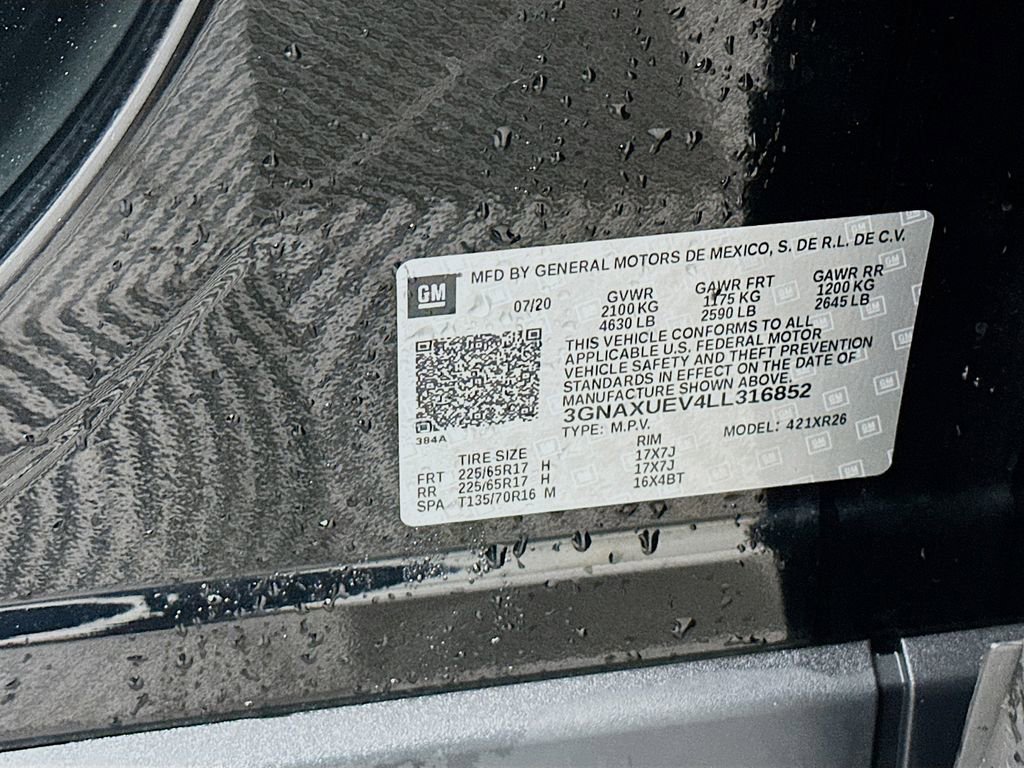 GM
MFD BY GENERAL MOTORS DE MEXICO, S. DE R.L. DE C.V.
07/20 GVWR GAWR FRT GAWR RR
2100 KG 1175 KG 1200 KG
4630 LB 2590 LB 2645 LB
THIS VEHICLE CONFORMS TO ALL
APPLICABLE U.S. FEDERAL MOTOR
VEHICLE SAFETY AND THEFT PREVENTION
STANDARDS IN EFFECT ON THE DATE OF
MANUFACTURE SHOWN ABOVE.
3GNAXUEV4LL316852
384A
TYPE: M.P.V. MODEL: 421XR26
TIRE SIZE RIM
FRT 225/65R17 H 17X7J
RR 225/65R17 H 17X7J
SPA T135/70R16 M 16X4BT